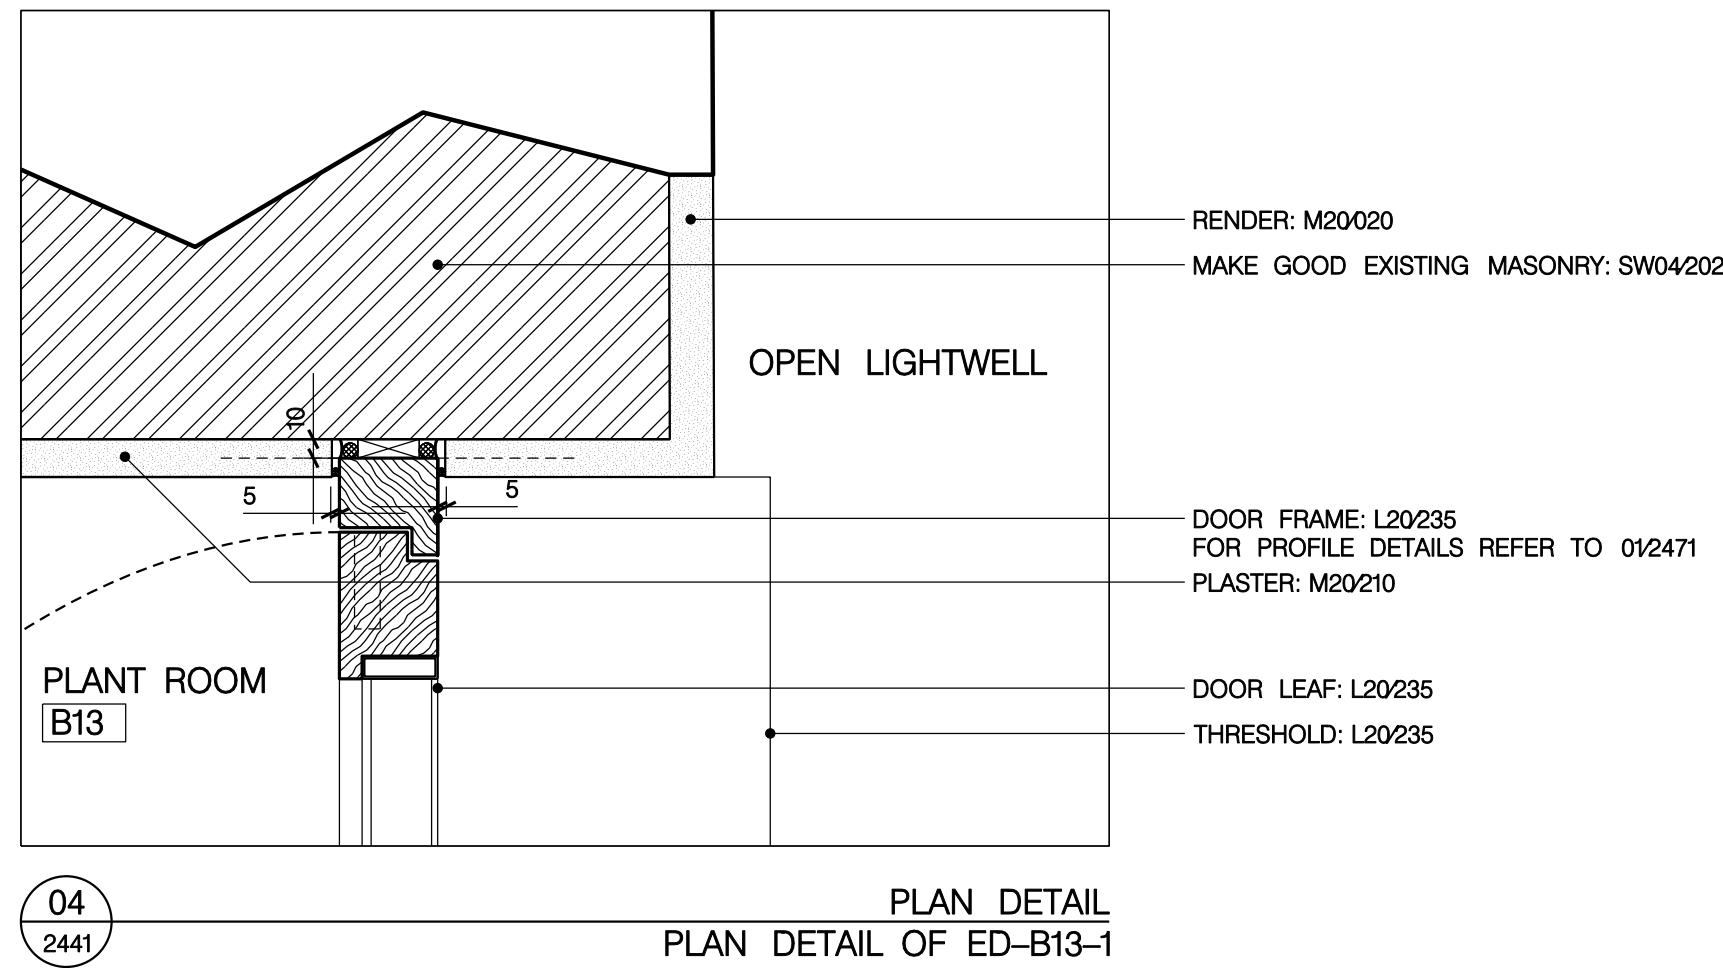 RENDER: M20/020
MAKE GOOD EXISTING MASONRY: SW04/202
OPEN LIGHTWELL
10
5
5
DOOR FRAME: L20/235
FOR PROFILE DETAILS REFER TO 01/2471
PLASTER: M20/210
PLANT ROOM
B13
DOOR LEAF: L20/235
THRESHOLD: L20/235
04
2441
PLAN DETAIL
PLAN DETAIL OF ED-B13-1